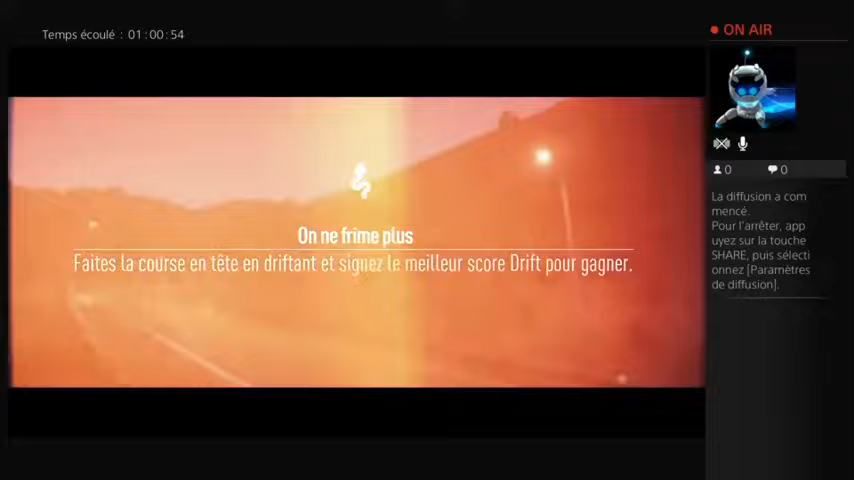 Temps écoulé : 01:00:54
ON AIR
On ne frime plus
Faites la course en tête en driftant et signez le meilleur score Drift pour gagner.
0 0
La diffusion a com
mencé.
Pour l'arrêter, app
uyez sur la touche
SHARE, puis sélecti
onnez [Paramètres
de diffusion].